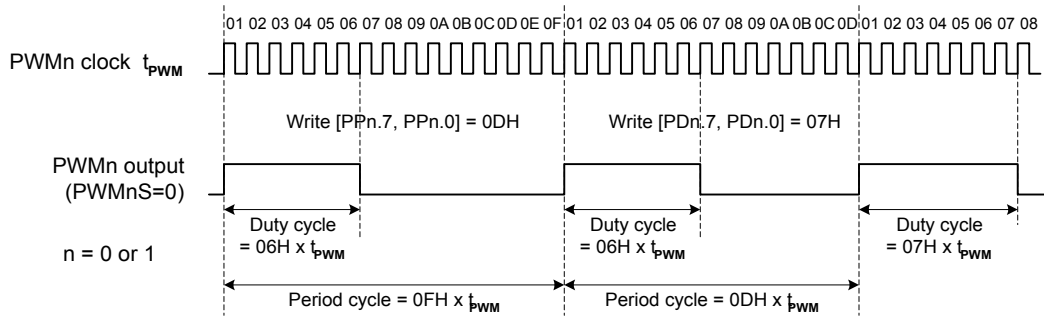 01 02 03 04 05 06 07 08 09 0A 0B 0C 0D 0E 0F 01 02 03 04 05 06 07 08 09 0A 0B 0C 0D 01 02 03 04 05 06 07 08
PWMn clock tPWM
Write [PPn.7, PPn.0] = 0DH
Write [PDn.7, PDn.0] = 07H
PWMn output
(PWMnS=0)
Duty cycle
= 06H x tPWM
Duty cycle
= 06H x tPWM
Duty cycle
= 07H x tPWM
n = 0 or 1
Period cycle = 0FH x tPWM
Period cycle = 0DH x tPWM